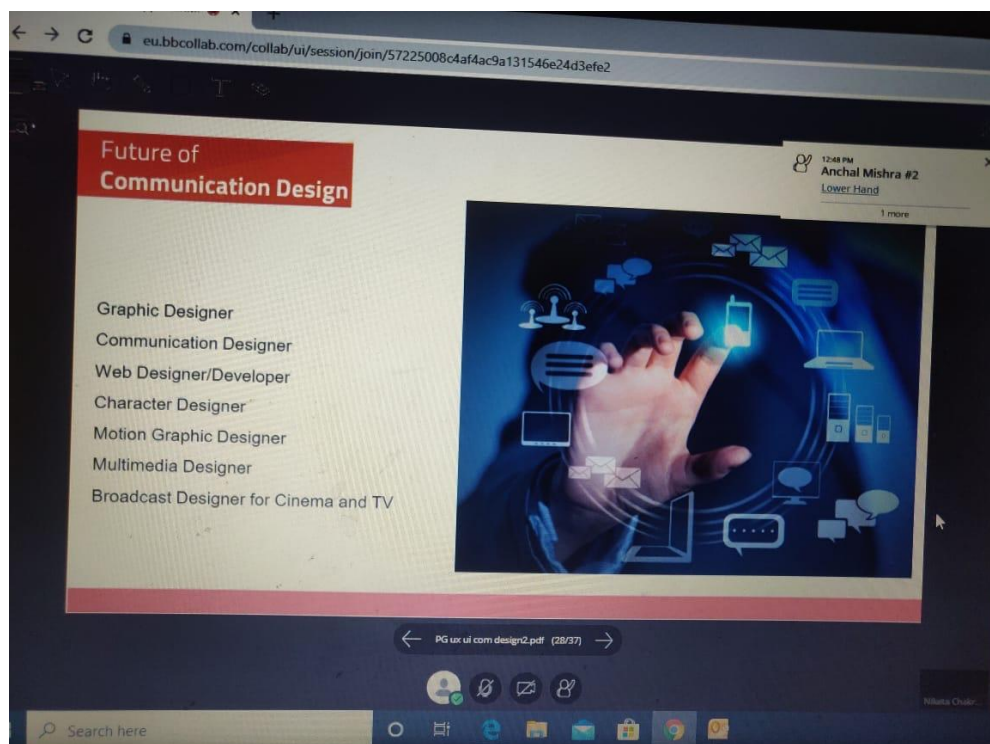 eu.bbcollab.com/collab/ui/session/join/57225008c4af4ac9a131546e24d3efe2
Future of
Communication Design
12:48 PM
Anchal Mishra #2
Lower Hand
1 more
Graphic Designer
Communication Designer
Web Designer/Developer
Character Designer
Motion Graphic Designer
Multimedia Designer
Broadcast Designer for Cinema and TV
PG ux ui com design2.pdf (28/37)
Search here